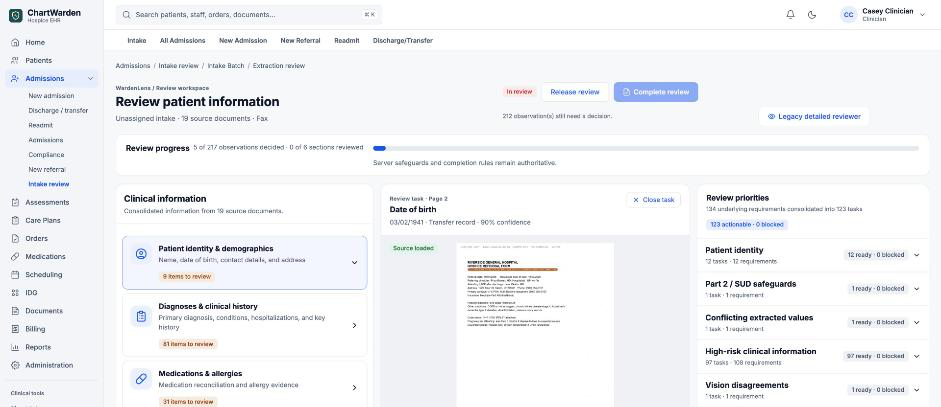 ChartWarden
Hospice EHR
Search patients, staff, orders, documents...
⌘ K
CC
Casey Clinician
Clinician
Home
Patients
Admissions
New admission
Discharge / transfer
Readmit
Admissions
Compliance
New referral
Intake review
Assessments
Care Plans
Orders
Medications
Scheduling
IDG
Documents
Billing
Reports
Administration
Clinical tools
Intake
All Admissions
New Admission
New Referral
Readmit
Discharge/Transfer
Admissions / Intake review / Intake Batch / Extraction review
WardenLens / Review workspace
Review patient information
Unassigned intake · 19 source documents · Fax
In review
Release review
Complete review
212 observation(s) still need a decision.
Legacy detailed reviewer
Review progress
5 of 217 observations decided · 0 of 6 sections reviewed
Server safeguards and completion rules remain authoritative.
Clinical information
Consolidated information from 19 source documents.
Patient identity & demographics
Name, date of birth, contact details, and address
9 items to review
Diagnoses & clinical history
Primary diagnosis, conditions, hospitalizations, and key
history
81 items to review
Medications & allergies
Medication reconciliation and allergy evidence
31 items to review
Review task · Page 2
Date of birth
03/02/1941 · Transfer record · 90% confidence
Close task
Source loaded
RIVERSIDE GENERAL HOSPITAL
HOSPICE REFERRAL FORM
Review priorities
134 underlying requirements consolidated into 123 tasks
123 actionable · 0 blocked
Patient identity
12 tasks · 12 requirements
12 ready · 0 blocked
Part 2 / SUD safeguards
1 task · 1 requirement
1 ready · 0 blocked
Conflicting extracted values
1 task · 1 requirement
1 ready · 0 blocked
High-risk clinical information
97 tasks · 108 requirements
97 ready · 0 blocked
Vision disagreements
1 task · 1 requirement
1 ready · 0 blocked